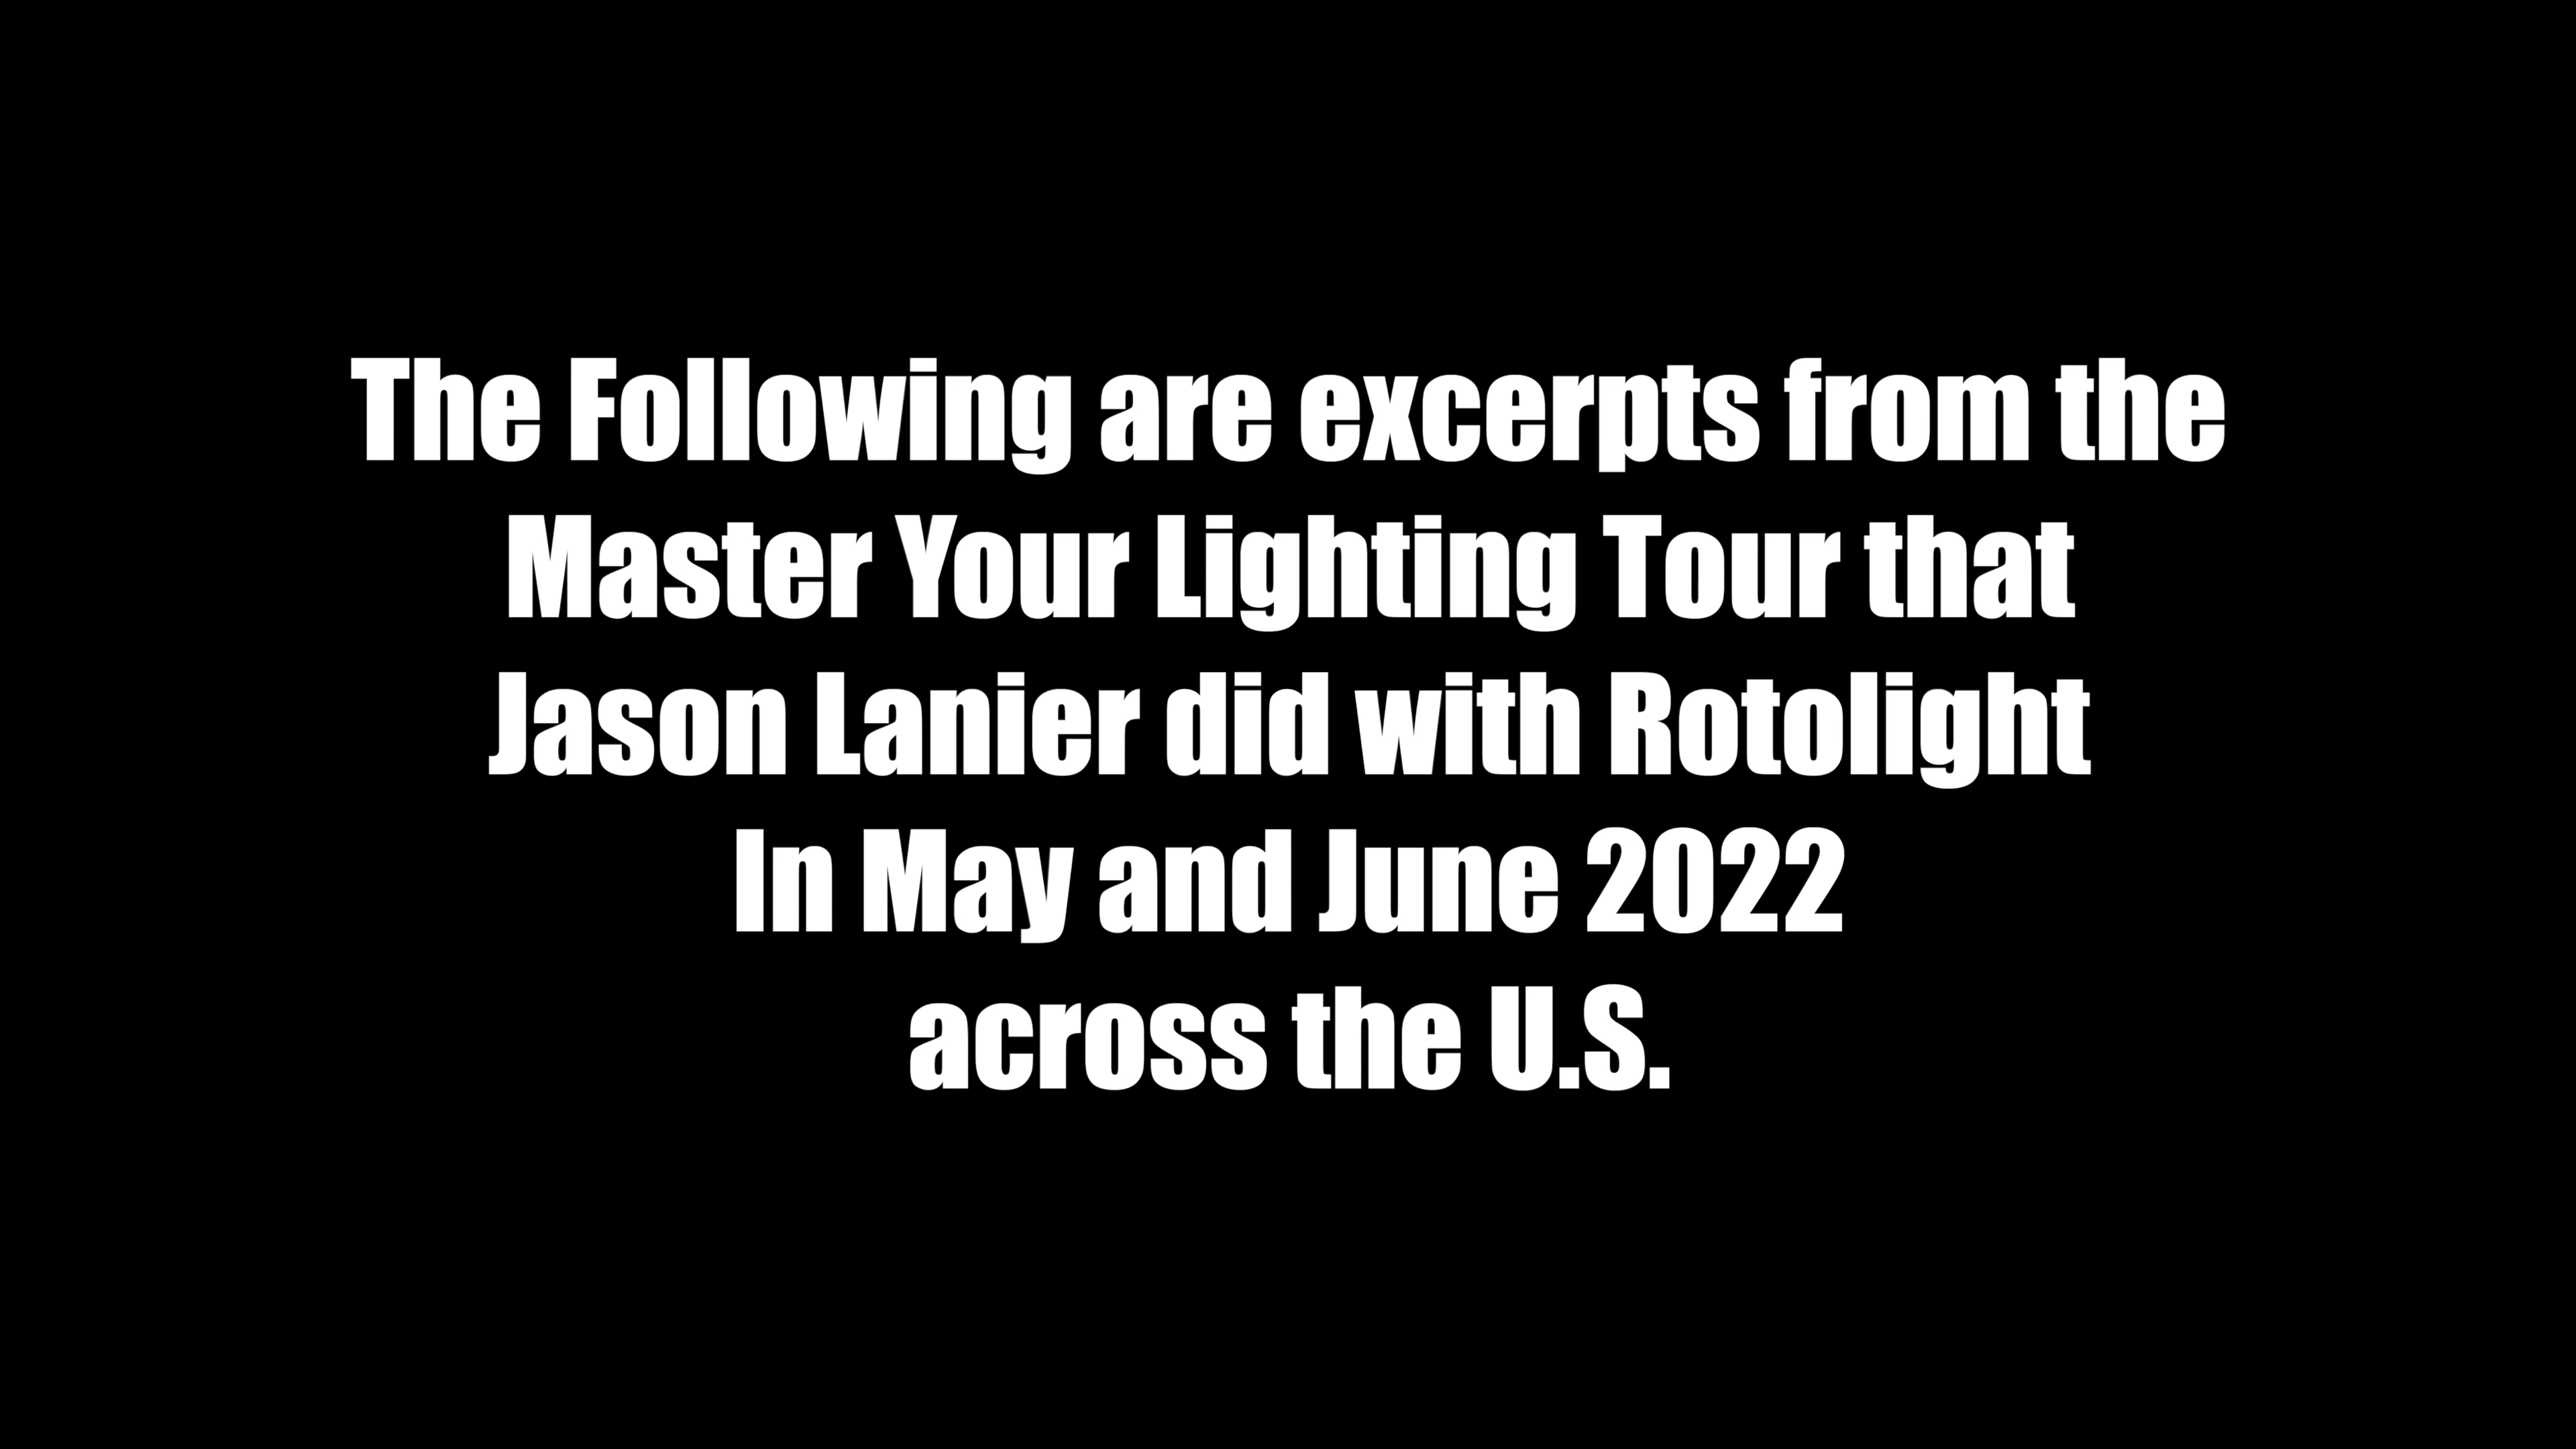 The Following are excerpts from the
Master Your Lighting Tour that
Jason Lanier did with Rotolight
In May and June 2022
across the U.S.